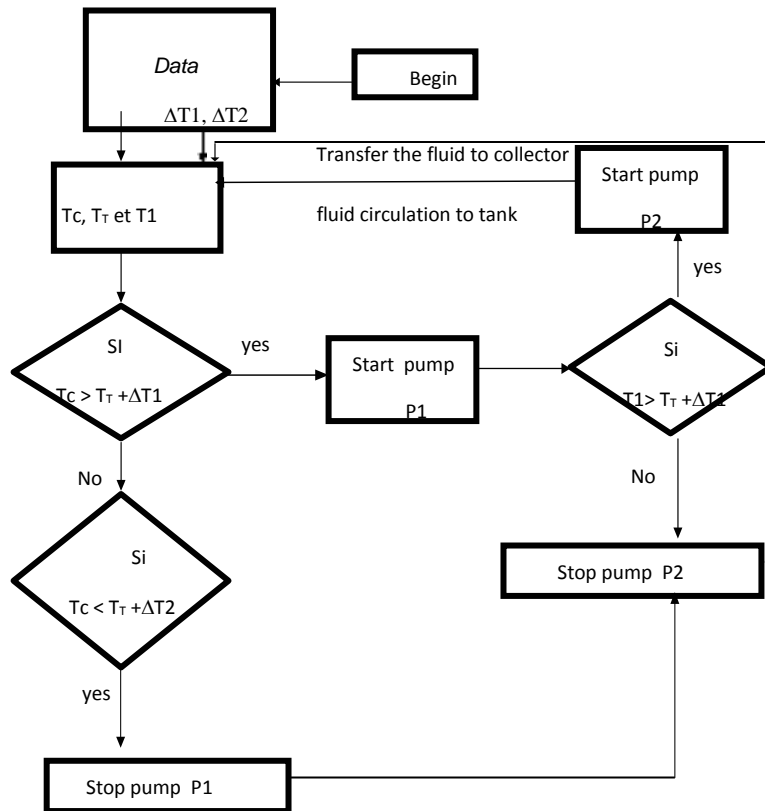 Data
Begin
ΔT1, ΔT2
Transfer the fluid to collector
Start pump
P2
Tc, TT et T1
fluid circulation to tank
yes
SI
Tc > TT +ΔT1
yes
Start pump
P1
Si
T1> TT +ΔT1
No
No
Si
Tc < TT +ΔT2
Stop pump P2
yes
Stop pump P1